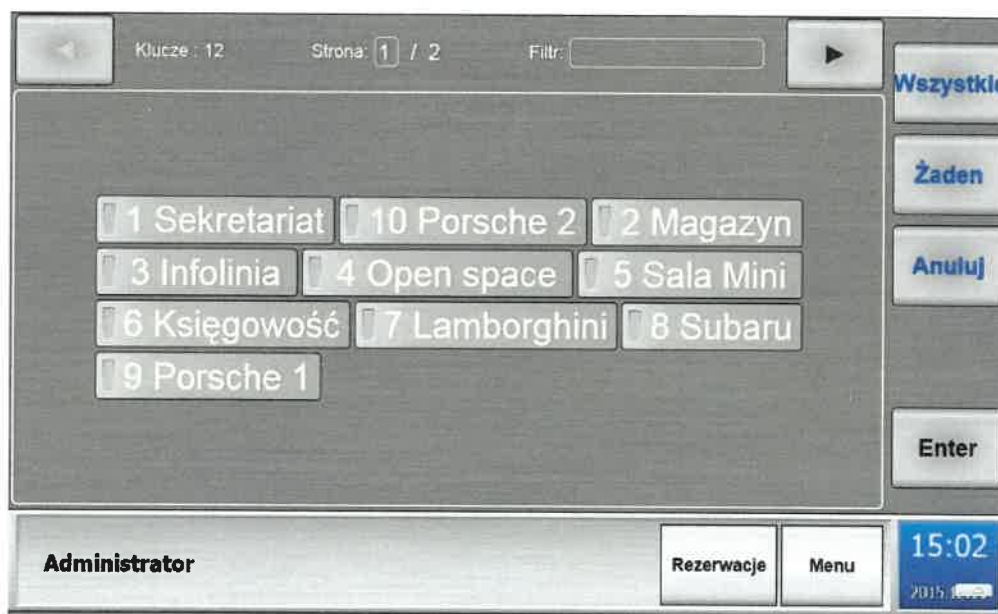 Klucze : 12 Strona: 1 / 2 Filtr:
Wszystkie
Żaden
1 Sekretariat 10 Porsche 2 2 Magazyn
3 Infolinia 4 Open space 5 Sala Mini
Anuluj
6 Księgowość 7 Lamborghini 8 Subaru
9 Porsche 1
Enter
Administrator Rezerwacje Menu 15:02